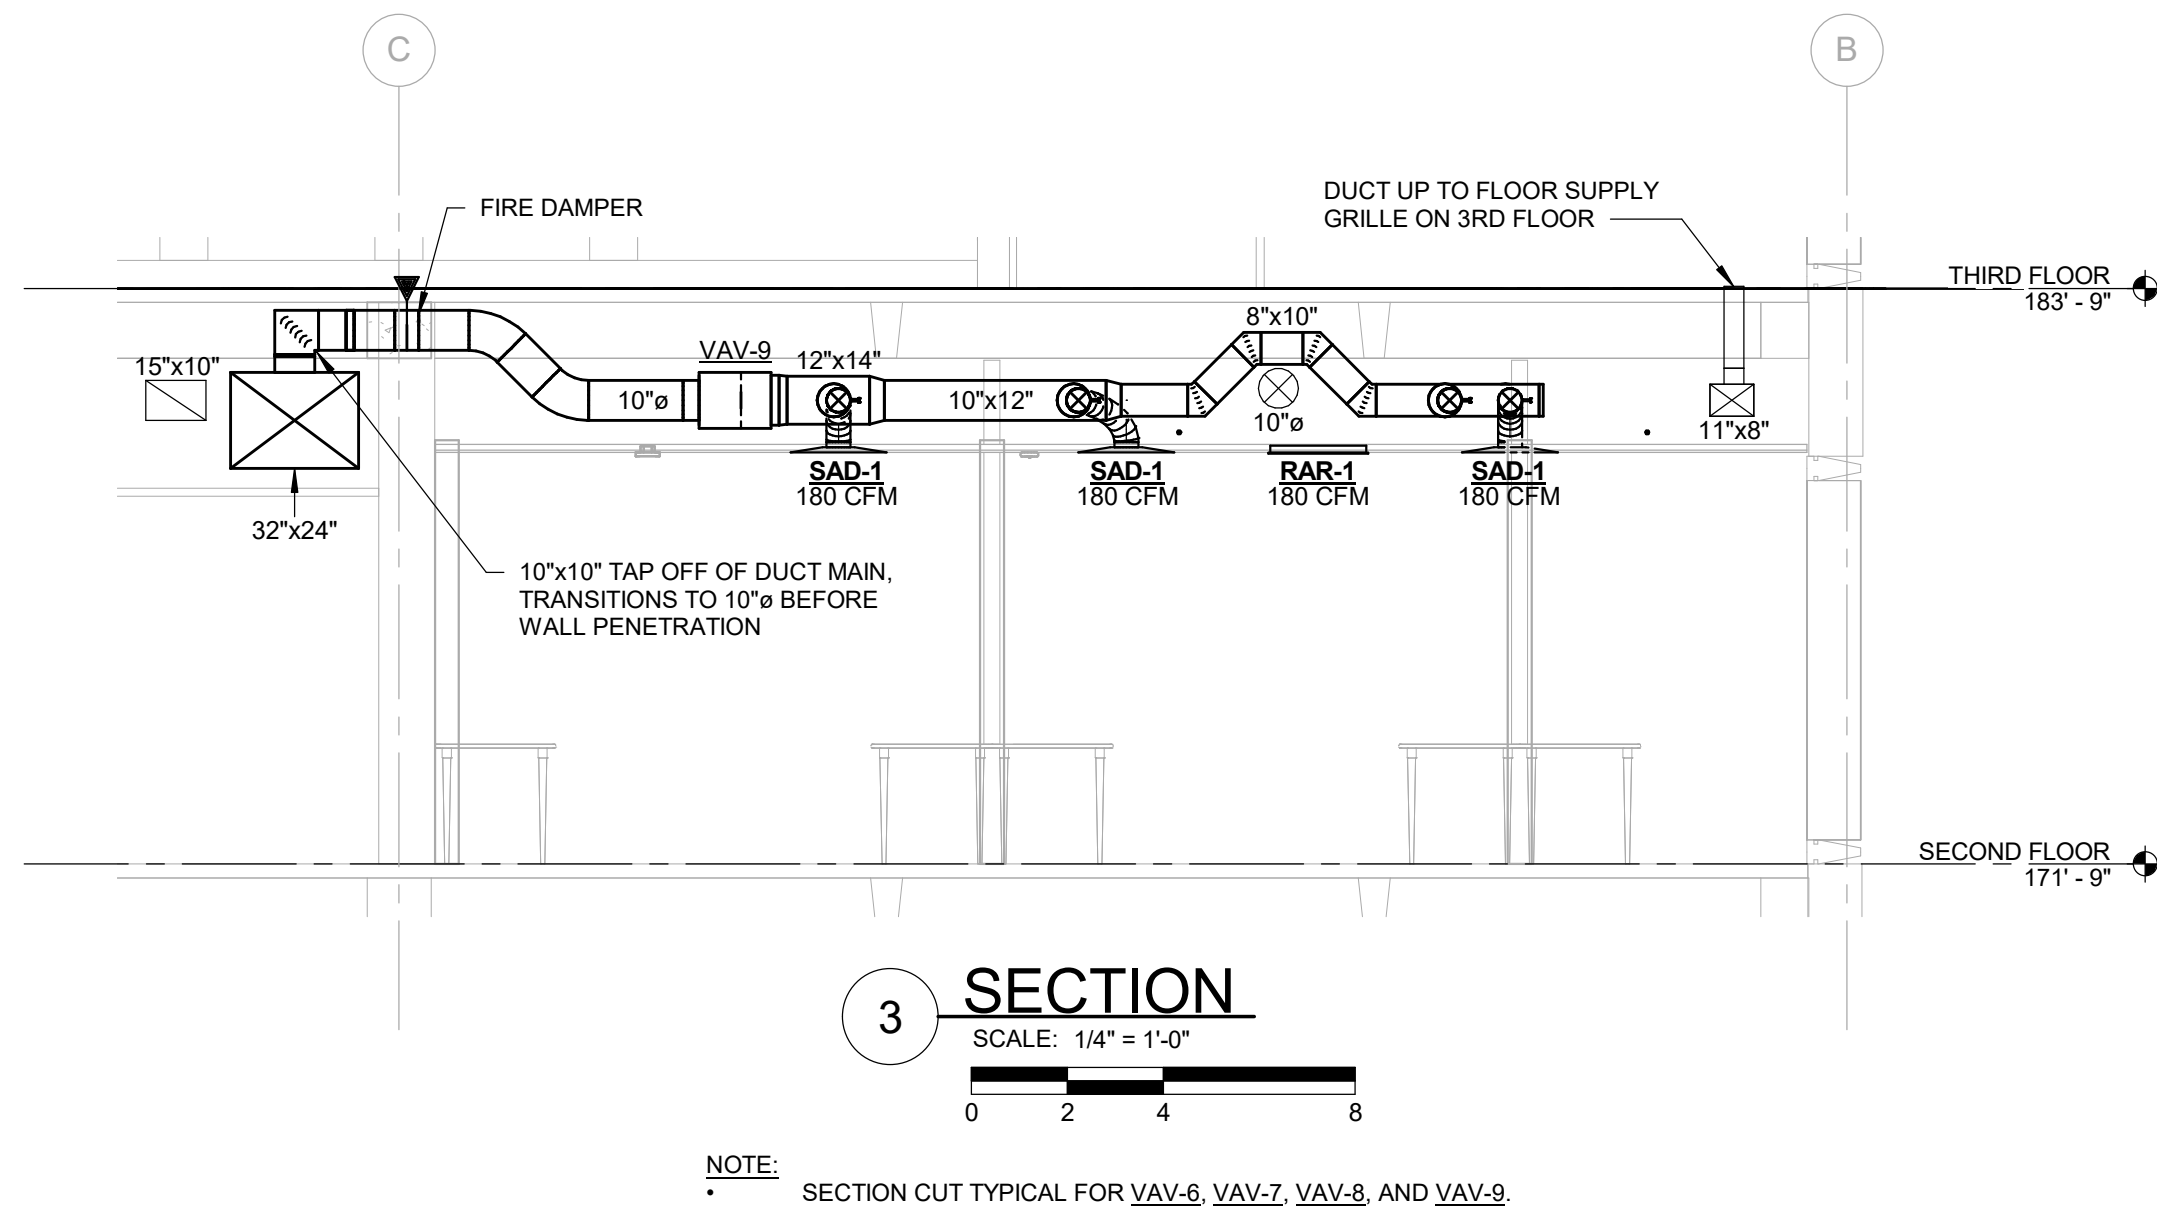 C
B
FIRE DAMPER
DUCT UP TO FLOOR SUPPLY
GRILLE ON 3RD FLOOR
THIRD FLOOR
183' - 9"
8"x10"
VAV-9
12"x14"
15"x10"
10"ø
10"x12"
10"ø
11"x8"
SAD-1
180 CFM
SAD-1
180 CFM
RAR-1
180 CFM
SAD-1
180 CFM
32"x24"
10"x10" TAP OFF OF DUCT MAIN,
TRANSITIONS TO 10"ø BEFORE
WALL PENETRATION
SECOND FLOOR
171' - 9"
3
SECTION
SCALE: 1/4" = 1'-0"
0 2 4 8
NOTE:
• SECTION CUT TYPICAL FOR VAV-6, VAV-7, VAV-8, AND VAV-9.